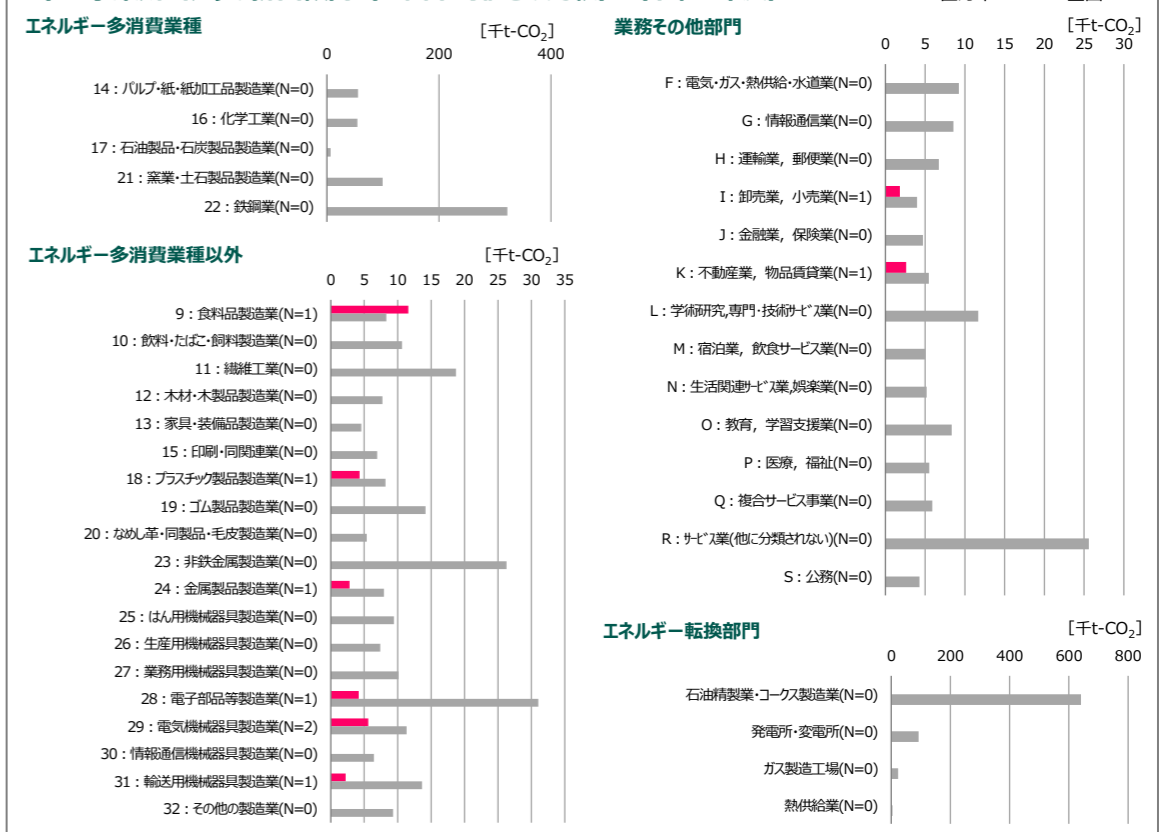 エネルギー多消費業種
[千t-CO₂]
0 200 400
14：パルプ・紙・紙加工品製造業(N=0)
16：化学工業(N=0)
17：石油製品・石炭製品製造業(N=0)
21：窯業・土石製品製造業(N=0)
22：鉄鋼業(N=0)
エネルギー多消費業種以外
[千t-CO₂]
0 5 10 15 20 25 30 35
9：食料品製造業(N=1)
10：飲料・たばこ・飼料製造業(N=0)
11：繊維工業(N=0)
12：木材・木製品製造業(N=0)
13：家具・装備品製造業(N=0)
15：印刷・同関連業(N=0)
18：プラスチック製品製造業(N=1)
19：ゴム製品製造業(N=0)
20：なめし革・同製品・毛皮製造業(N=0)
23：非鉄金属製造業(N=0)
24：金属製品製造業(N=1)
25：はん用機械器具製造業(N=0)
26：生産用機械器具製造業(N=0)
27：業務用機械器具製造業(N=0)
28：電子部品等製造業(N=1)
29：電気機械器具製造業(N=2)
30：情報通信機械器具製造業(N=0)
31：輸送用機械器具製造業(N=1)
32：その他の製造業(N=0)
業務その他部門
[千t-CO₂]
0 5 10 15 20 25 30
F：電気・ガス・熱供給・水道業(N=0)
G：情報通信業(N=0)
H：運輸業，郵便業(N=0)
I：卸売業，小売業(N=1)
J：金融業，保険業(N=0)
K：不動産業，物品賃貸業(N=1)
L：学術研究,専門・技術サービス業(N=0)
M：宿泊業，飲食サービス業(N=0)
N：生活関連サービス業,娯楽業(N=0)
O：教育，学習支援業(N=0)
P：医療，福祉(N=0)
Q：複合サービス事業(N=0)
R：サービス業(他に分類されない)(N=0)
S：公務(N=0)
エネルギー転換部門
[千t-CO₂]
0 200 400 600 800
石油精製業・コークス製造業(N=0)
発電所・変電所(N=0)
ガス製造工場(N=0)
熱供給業(N=0)